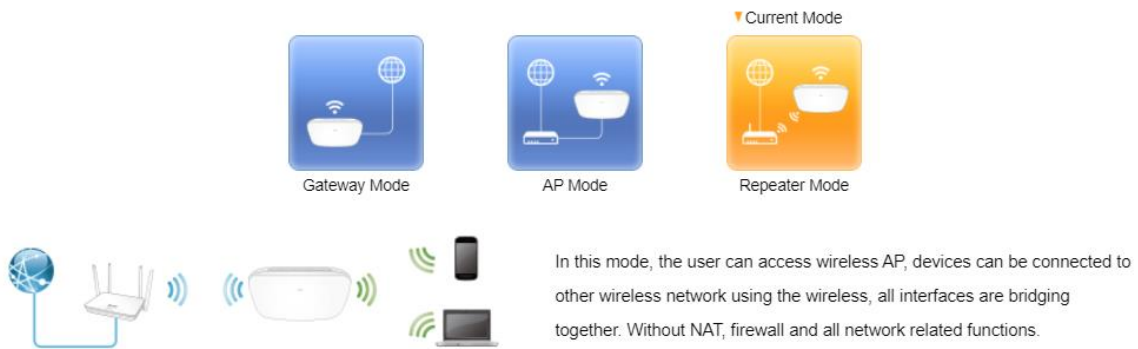 Current Mode
Gateway Mode
AP Mode
Repeater Mode
In this mode, the user can access wireless AP, devices can be connected to
other wireless network using the wireless, all interfaces are bridging
together. Without NAT, firewall and all network related functions.